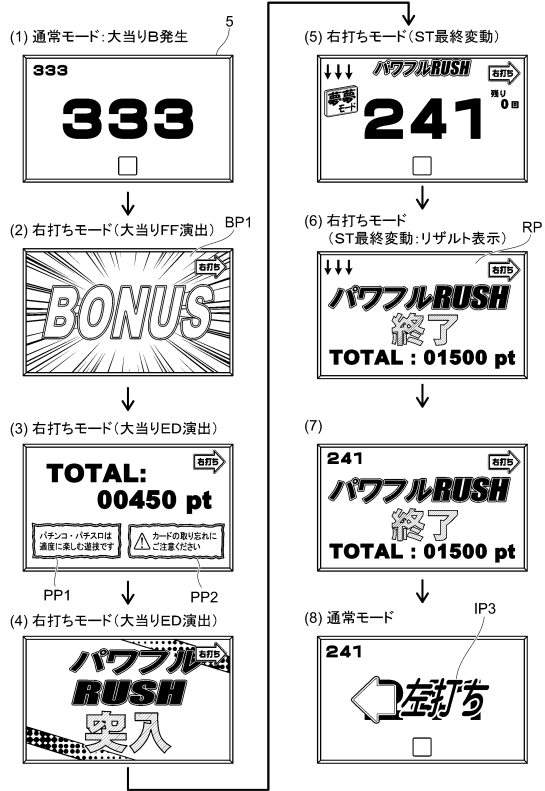 (1) 通常モード：大当りB発生
5
333
333
(2) 右打ちモード(大当りFF演出)
BP1
右打ち
BONUS
(3) 右打ちモード(大当りED演出)
右打ち
TOTAL:
00450 pt
パチンコ・パチスロは
適度に楽しむ遊技です
カードの取り忘れに
ご注意ください
PP1
PP2
(4) 右打ちモード(大当りED演出)
右打ち
パワフル
RUSH
突入
(5) 右打ちモード(ST最終変動)
↓↓↓
パワフルRUSH
右打ち
夢夢
モード
241
残り
0回
(6) 右打ちモード
(ST最終変動：リザルト表示)
RP
↓↓↓
右打ち
パワフルRUSH
終了
TOTAL : 01500 pt
(7)
241
右打ち
パワフルRUSH
終了
TOTAL : 01500 pt
(8) 通常モード
IP3
241
左打ち